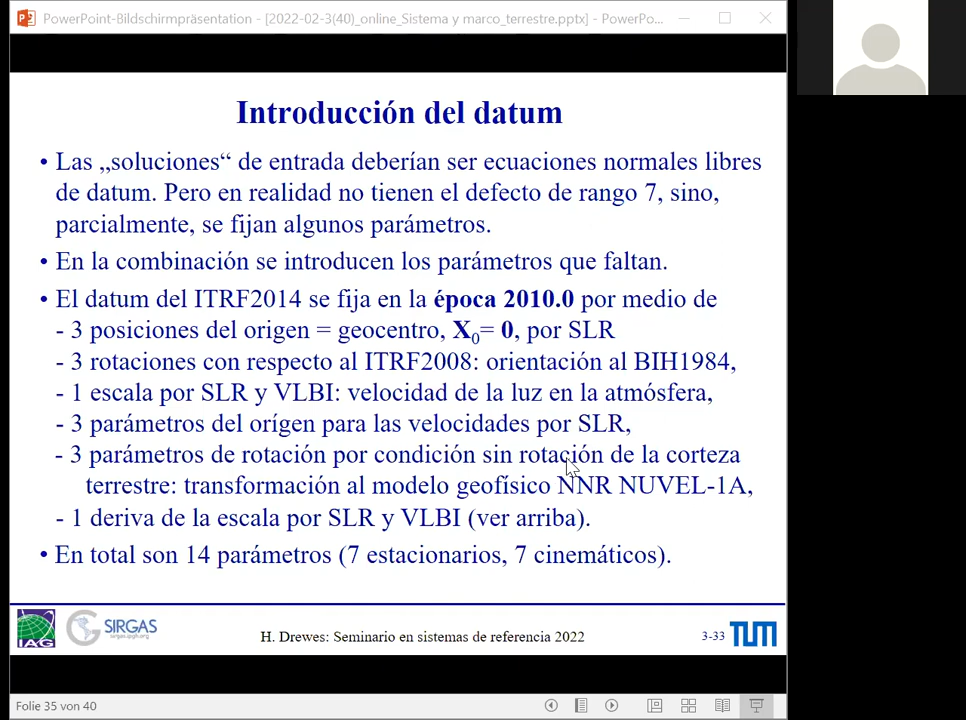 PowerPoint-Bildschirmpräsentation - [2022-02-3(40)_online_Sistema y marco_terrestre.pptx] - PowerPo...
Introducción del datum
• Las „soluciones“ de entrada deberían ser ecuaciones normales libres
de datum. Pero en realidad no tienen el defecto de rango 7, sino,
parcialmente, se fijan algunos parámetros.
• En la combinación se introducen los parámetros que faltan.
• El datum del ITRF2014 se fija en la época 2010.0 por medio de
- 3 posiciones del origen = geocentro, X0= 0, por SLR
- 3 rotaciones con respecto al ITRF2008: orientación al BIH1984,
- 1 escala por SLR y VLBI: velocidad de la luz en la atmósfera,
- 3 parámetros del orígen para las velocidades por SLR,
- 3 parámetros de rotación por condición sin rotación de la corteza
terrestre: transformación al modelo geofísico NNR NUVEL-1A,
- 1 deriva de la escala por SLR y VLBI (ver arriba).
• En total son 14 parámetros (7 estacionarios, 7 cinemáticos).
IAG
SIRGAS
sirgas.ipgh.org
H. Drewes: Seminario en sistemas de referencia 2022
3-33
TUM
Folie 35 von 40